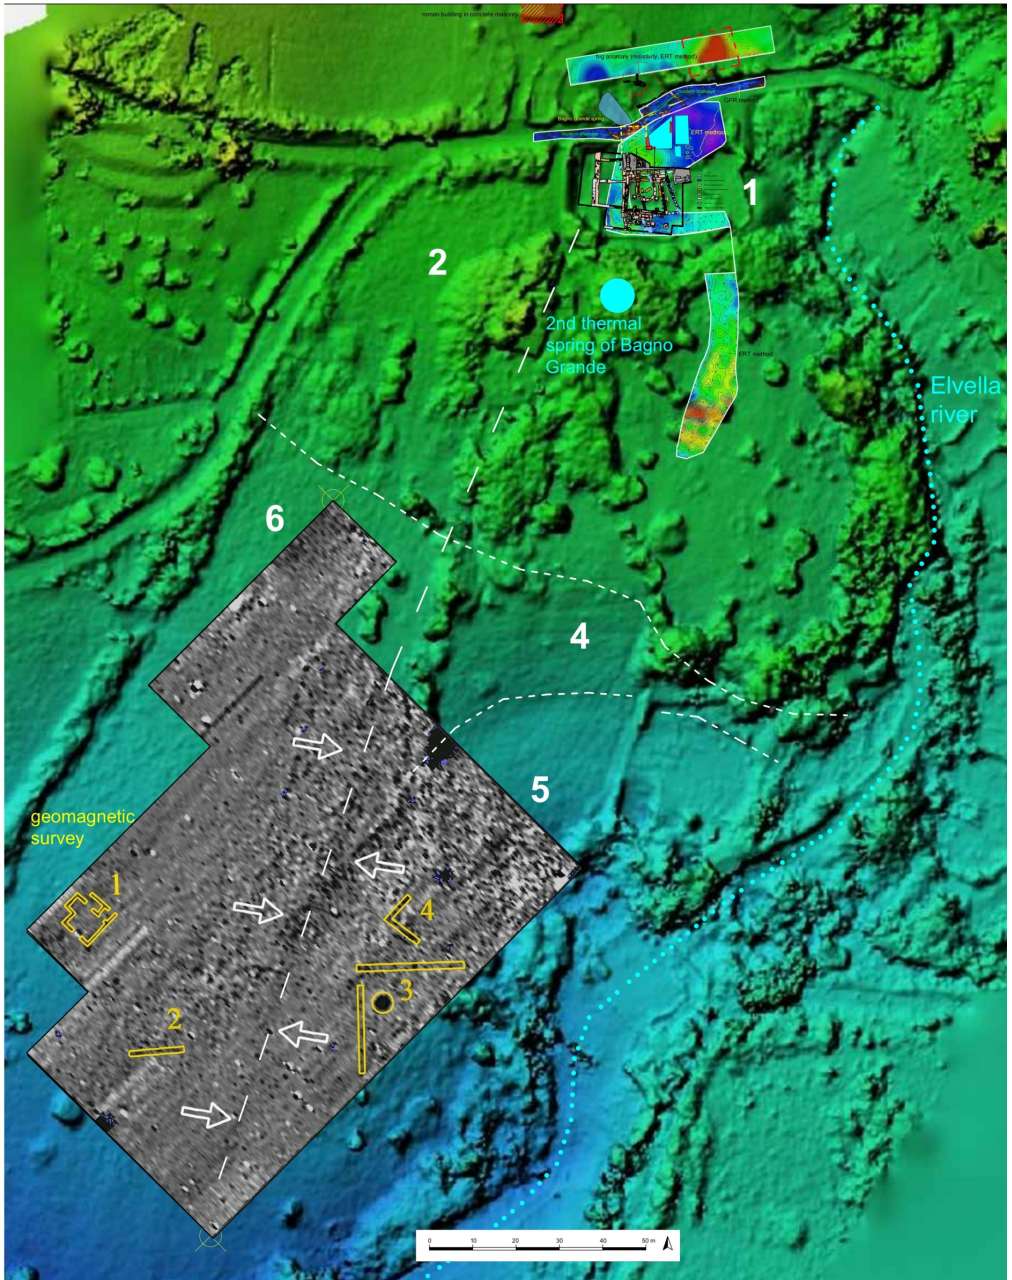 roman building in concrete masonry
big anomaly (resistivity, ERT method)
GPR method
Bagno Grande spring
ERT method
1
2
2nd thermal
spring of Bagno
Grande
ERT method
Elvella
river
6
4
5
geomagnetic
survey
1
4
3
2
0 10 20 30 40 50 m